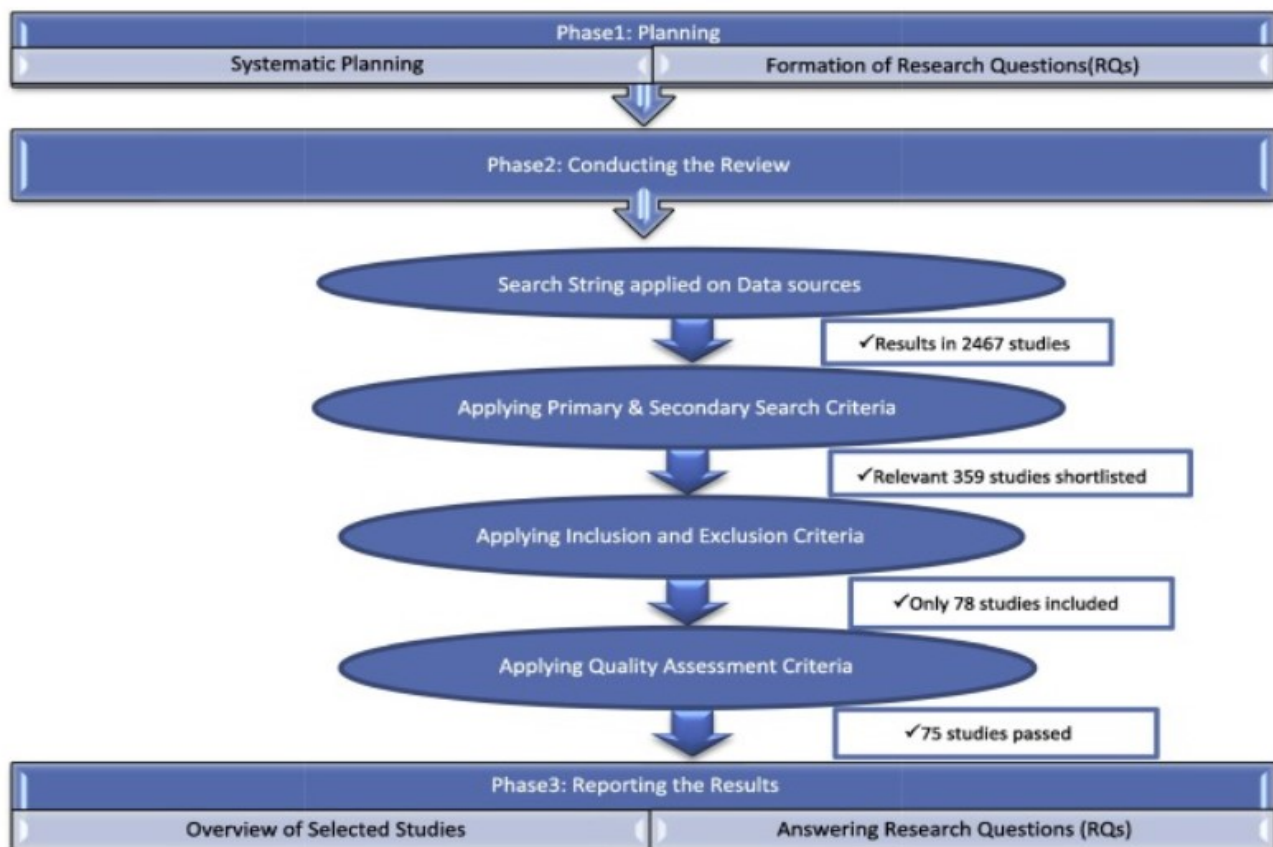 Phase1: Planning
Systematic Planning
Formation of Research Questions(RQs)
Phase2: Conducting the Review
Search String applied on Data sources
✓Results in 2467 studies
Applying Primary & Secondary Search Criteria
✓Relevant 359 studies shortlisted
Applying Inclusion and Exclusion Criteria
✓Only 78 studies included
Applying Quality Assessment Criteria
✓75 studies passed
Phase3: Reporting the Results
Overview of Selected Studies
Answering Research Questions (RQs)